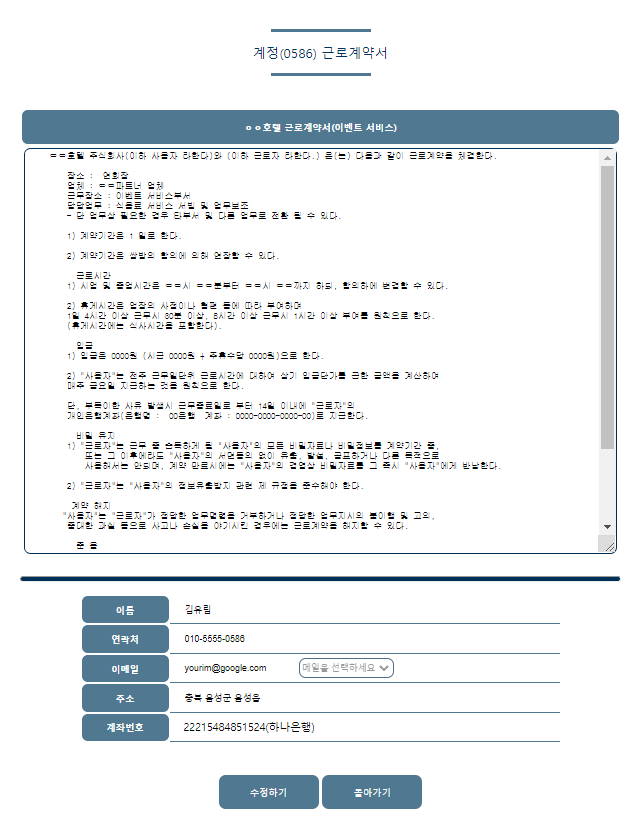 계정(0586) 근로계약서
ㅇㅇ호텔 근로계약서(이벤트 서비스)
ㅁㅁ호텔 주식회사(이하 사용자 라한다)와 (이하 근로자 라한다.) 은(는) 다음과 같이 근로계약을 체결한다.
장소 : 연회장
업체 : ㅁㅁ파트너 업체
근무장소 : 이벤트 서비스부서
담당업무 : 식음료 서비스 서빙 및 업무보조
- 단 업무상 필요한 경우 타부서 및 다른 업무로 전환 될 수 있다.
1) 계약기간은 1 일로 한다.
2) 계약기간은 쌍방의 합의에 의해 연장할 수 있다.
근로시간
1) 시업 및 종업시간은 ㅁㅁ시 ㅁㅁ분부터 ㅁㅁ시 ㅁㅁ까지 하되, 합의하에 변경할 수 있다.
2) 휴게시간은 업장의 사정이나 형편 등에 따라 부여하며
1일 4시간 이상 근무시 30분 이상, 8시간 이상 근무시 1시간 이상 부여를 원칙으로 한다.
(휴게시간에는 식사시간을 포함한다).
임금
1) 임금은 0000원 (시급 0000원 + 주휴수당 0000원)으로 한다.
2) "사용자"는 전주 근무일단위 근로시간에 대하여 상기 임금단가를 곱한 금액을 계산하여
매주 금요일 지급하는 것을 원칙으로 한다.
단, 부득이한 사유 발생시 근무종료일로 부터 14일 이내에 "근로자"의
개인은행계좌(은행명 : 00은행 계좌 : 0000-0000-0000-00)로 지급한다.
비밀 유지
1) "근로자"는 근무 중 습득하게 될 "사용자"의 모든 비밀자료나 비밀정보를 계약기간 중,
또는 그 이후에라도 "사용자"의 서면동의 없이 유출, 발설, 공표하거나 다른 목적으로
사용해서는 안되며, 계약 만료시에는 "사용자"의 경영상 비밀자료를 그 즉시 "사용자"에게 반납한다.
2) "근로자"는 "사용자"의 정보유출방지 관련 제 규정을 준수해야 한다.
계약 해지
"사용자"는 "근로자"가 정당한 업무명령을 거부하거나 정당한 업무지시의 불이행 및 고의,
중대한 과실 등으로 사고나 손실을 야기시킨 경우에는 근로계약을 해지할 수 있다.
준 용
이름 김유림
연락처 010-5555-0586
이메일 yourim@google.com 메일을 선택하세요
주소 충북 음성군 음성읍
계좌번호 22215484851524(하나은행)
수정하기 돌아가기